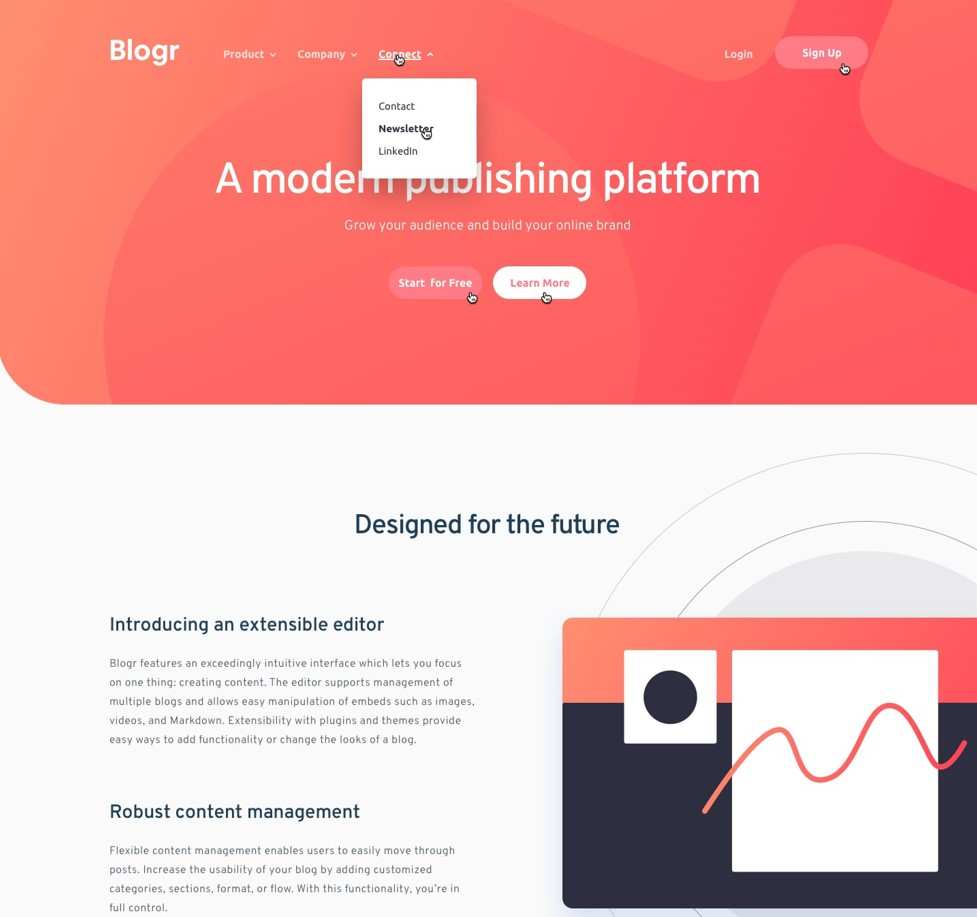 Blogr
Product
Company
Connect
Login
Sign Up
Contact
Newsletter
LinkedIn
A modern publishing platform
Grow your audience and build your online brand
Start for Free
Learn More
Designed for the future
Introducing an extensible editor
Blogr features an exceedingly intuitive interface which lets you focus
on one thing: creating content. The editor supports management of
multiple blogs and allows easy manipulation of embeds such as images,
videos, and Markdown. Extensibility with plugins and themes provide
easy ways to add functionality or change the looks of a blog.
Robust content management
Flexible content management enables users to easily move through
posts. Increase the usability of your blog by adding customized
categories, sections, format, or flow. With this functionality, you’re in
full control.